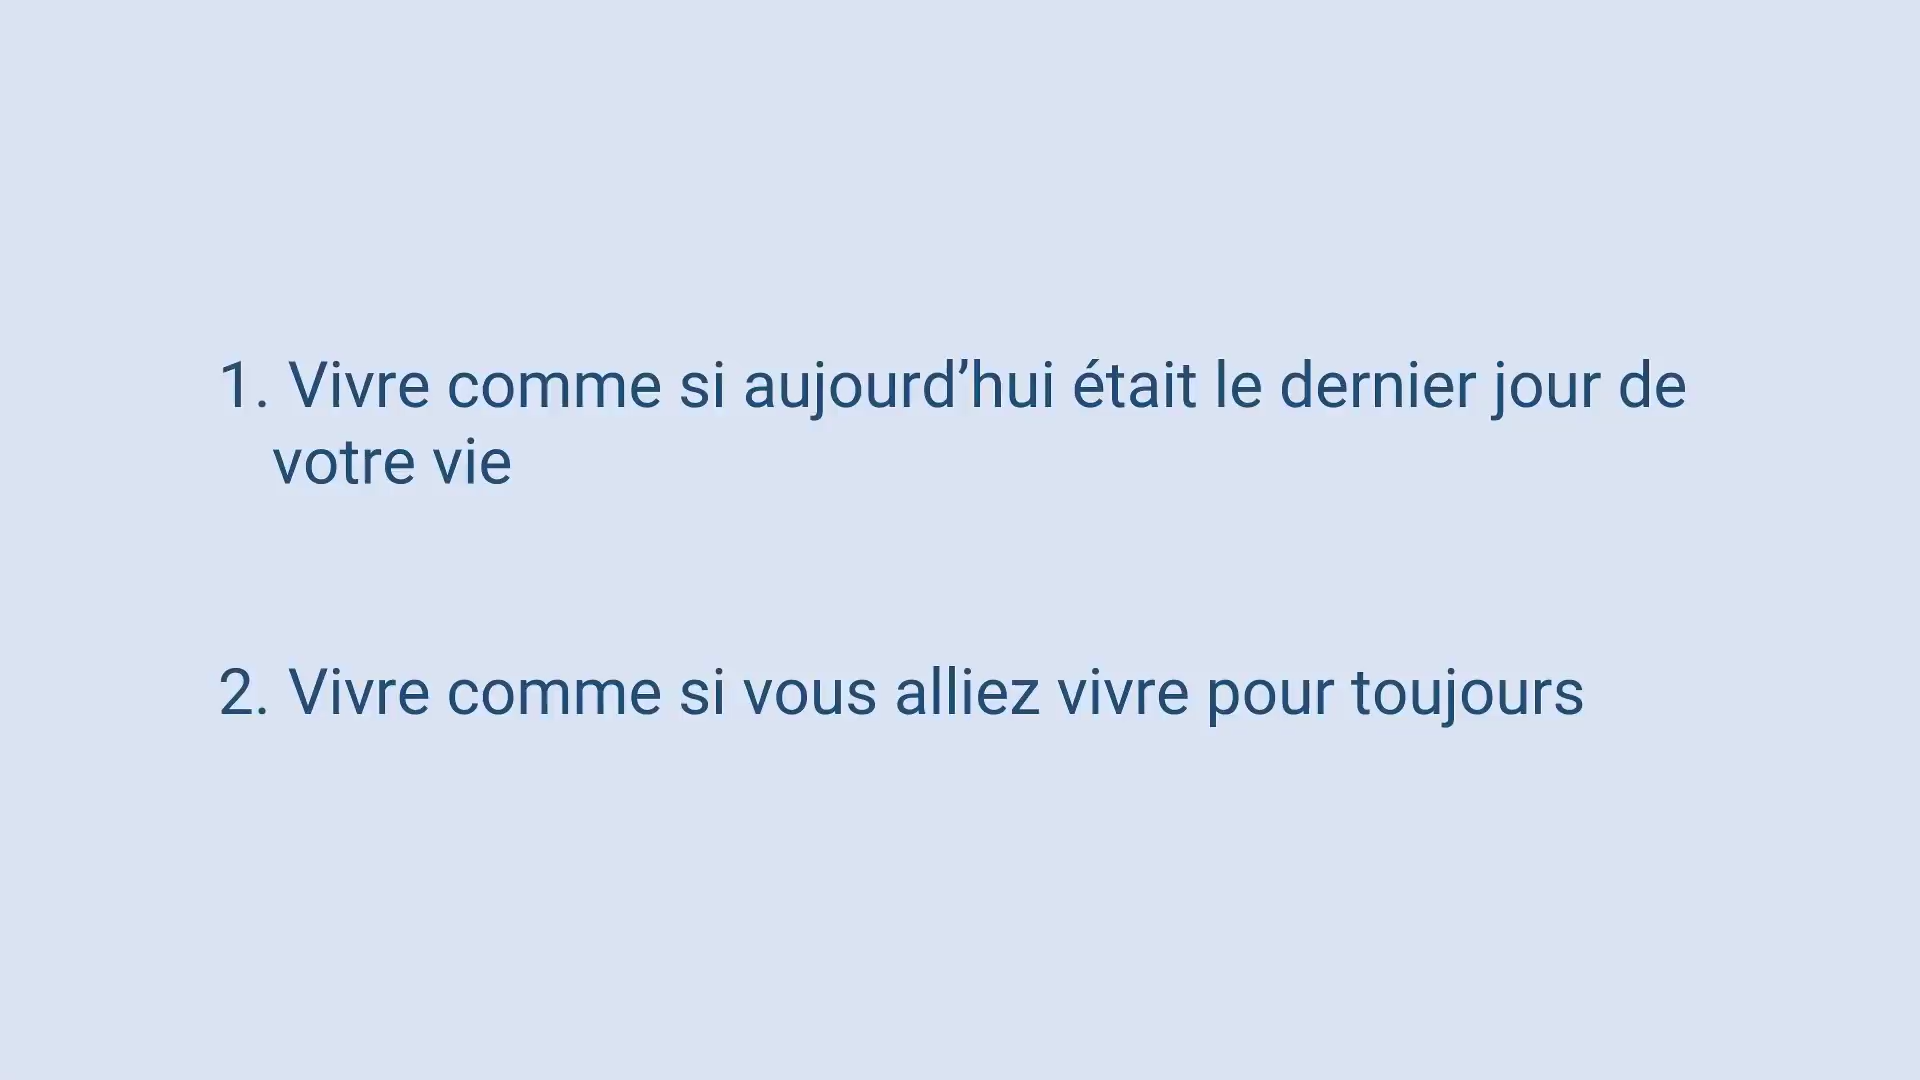 1. Vivre comme si aujourd’hui était le dernier jour de
votre vie
2. Vivre comme si vous alliez vivre pour toujours